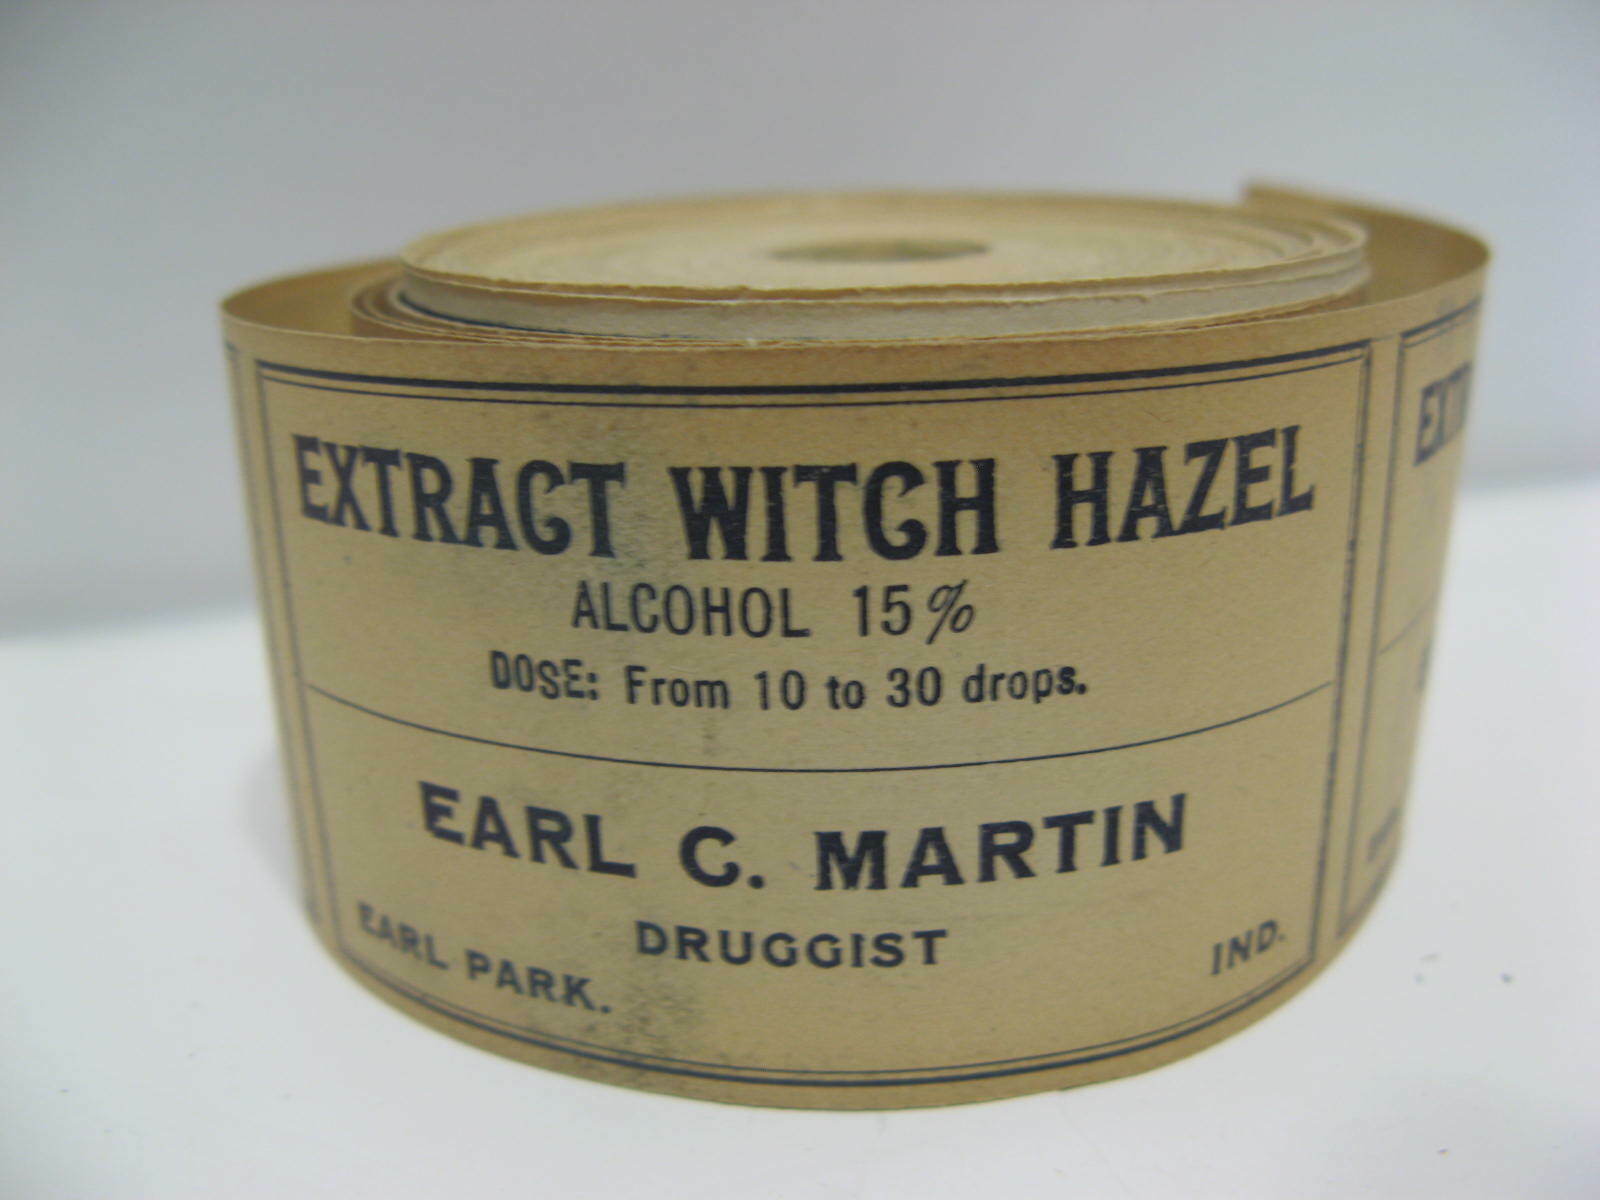 EXTRACT WITCH HAZEL
ALCOHOL 15%
DOSE: From 10 to 30 drops.
EARL C. MARTIN
DRUGGIST
EARL PARK. IND.